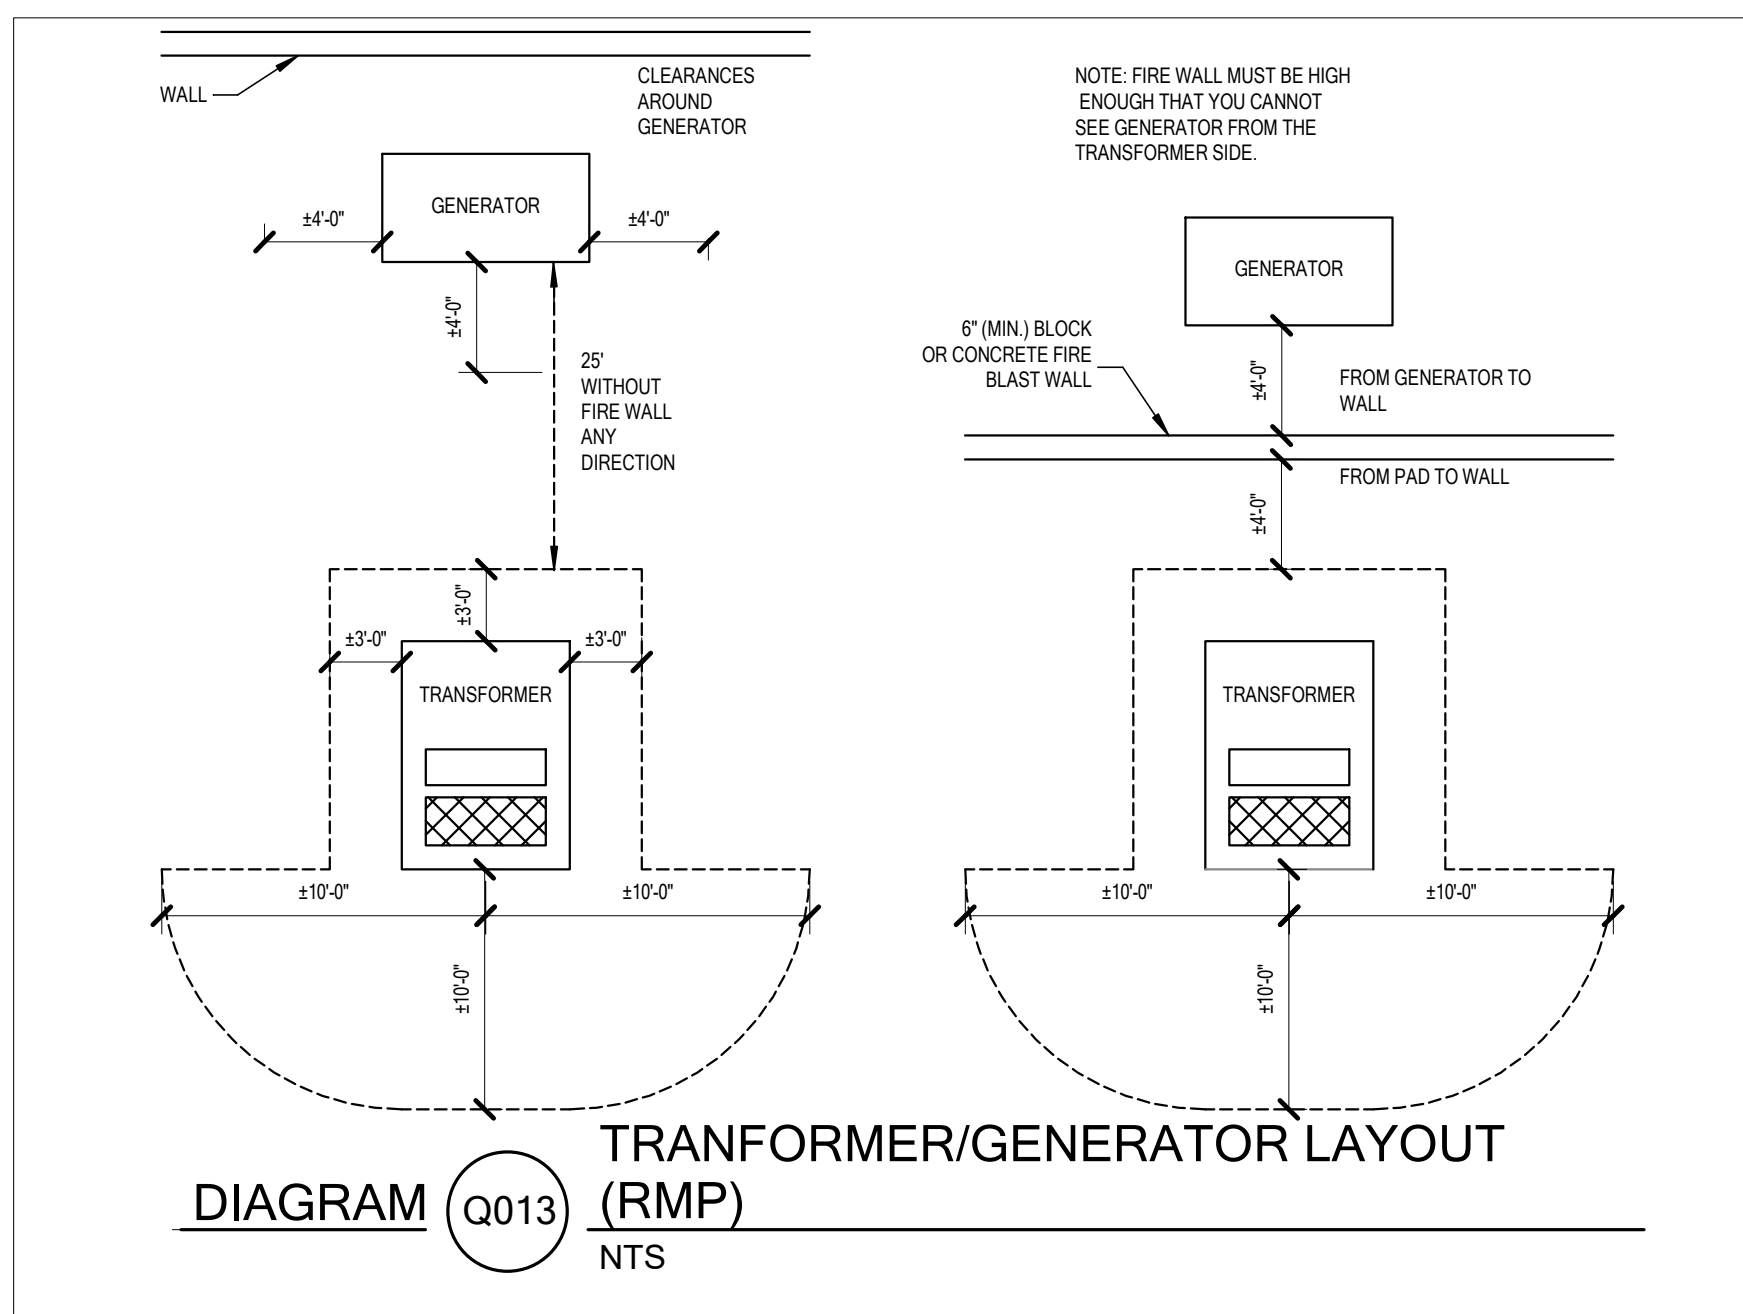 WALL
CLEARANCES
AROUND
GENERATOR
GENERATOR
±4'-0"
±4'-0"
±4'-0"
25'
WITHOUT
FIRE WALL
ANY
DIRECTION
±3'-0"
±3'-0"
±3'-0"
TRANSFORMER
±10'-0"
±10'-0"
±10'-0"
NOTE: FIRE WALL MUST BE HIGH
ENOUGH THAT YOU CANNOT
SEE GENERATOR FROM THE
TRANSFORMER SIDE.
GENERATOR
6" (MIN.) BLOCK
OR CONCRETE FIRE
BLAST WALL
±4'-0"
FROM GENERATOR TO
WALL
FROM PAD TO WALL
±4'-0"
TRANSFORMER
±10'-0"
±10'-0"
±10'-0"
DIAGRAM
Q013
TRANFORMER/GENERATOR LAYOUT
(RMP)
NTS